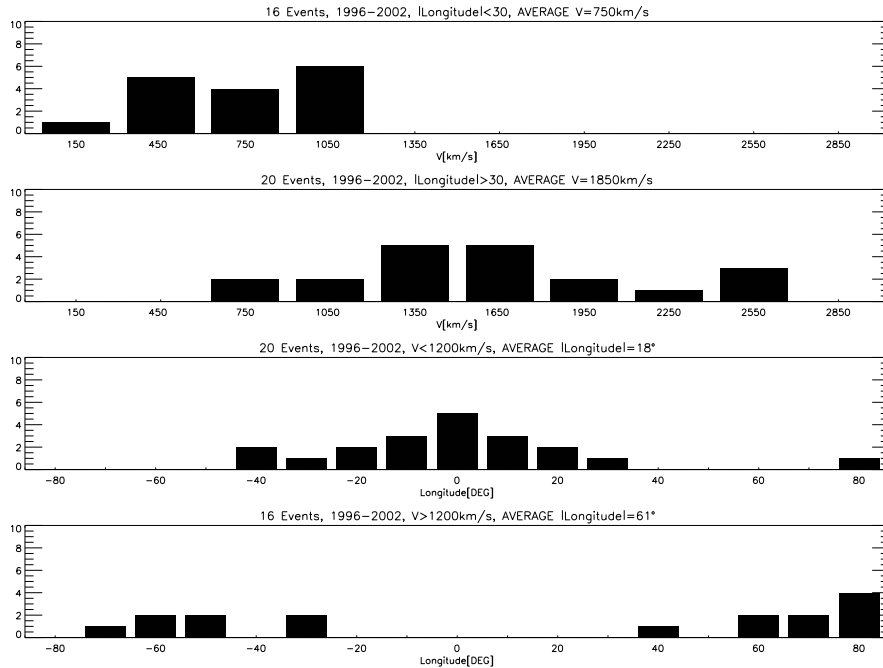 16 Events, 1996-2002, |Longitude|<30, AVERAGE V=750km/s
10
8
6
4
2
0
150 450 750 1050 1350 1650 1950 2250 2550 2850
V[km/s]
20 Events, 1996-2002, |Longitude|>30, AVERAGE V=1850km/s
10
8
6
4
2
0
150 450 750 1050 1350 1650 1950 2250 2550 2850
V[km/s]
20 Events, 1996-2002, V<1200km/s, AVERAGE |Longitude|=18°
10
8
6
4
2
0
-80 -60 -40 -20 0 20 40 60 80
Longitude[DEG]
16 Events, 1996-2002, V>1200km/s, AVERAGE |Longitude|=61°
10
8
6
4
2
0
-80 -60 -40 -20 0 20 40 60 80
Longitude[DEG]